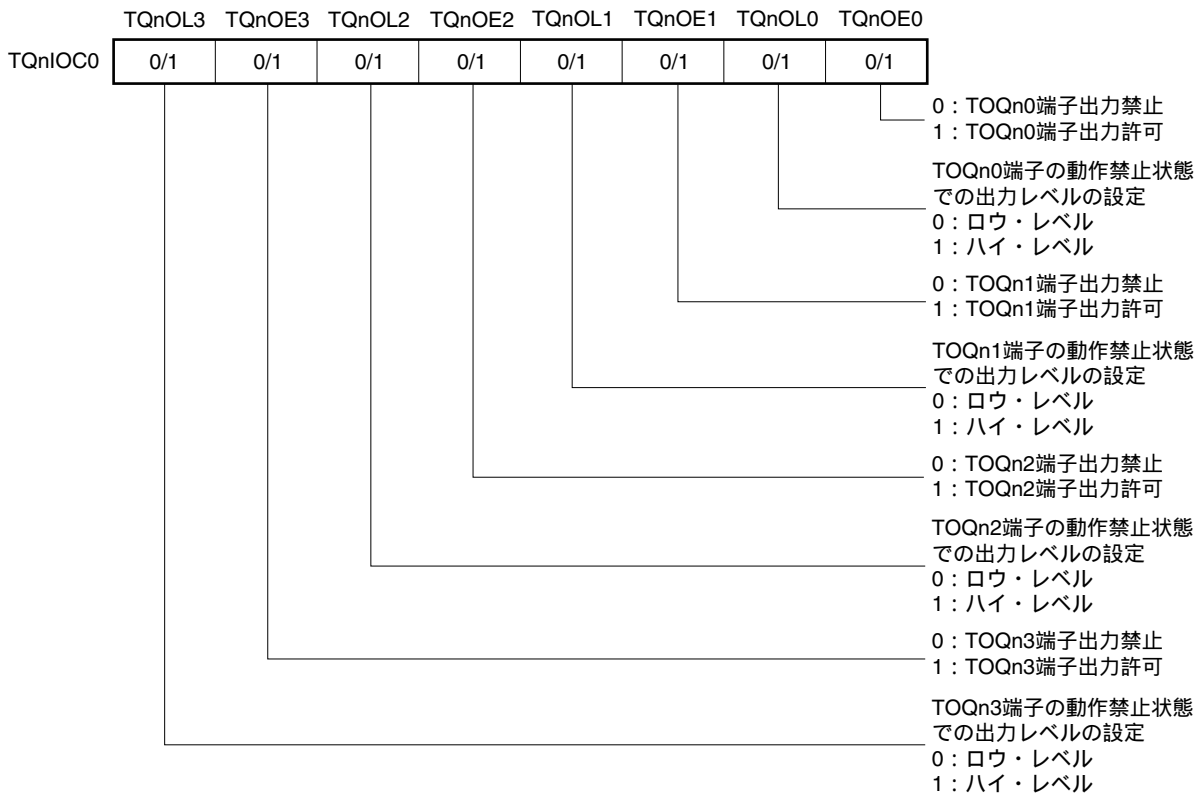 TQnOL3 TQnOE3 TQnOL2 TQnOE2 TQnOL1 TQnOE1 TQnOL0 TQnOE0
TQnIOC0 0/1 0/1 0/1 0/1 0/1 0/1 0/1 0/1
0：TOQn0端子出力禁止
1：TOQn0端子出力許可
TOQn0端子の動作禁止状態
での出力レベルの設定
0：ロウ・レベル
1：ハイ・レベル
0：TOQn1端子出力禁止
1：TOQn1端子出力許可
TOQn1端子の動作禁止状態
での出力レベルの設定
0：ロウ・レベル
1：ハイ・レベル
0：TOQn2端子出力禁止
1：TOQn2端子出力許可
TOQn2端子の動作禁止状態
での出力レベルの設定
0：ロウ・レベル
1：ハイ・レベル
0：TOQn3端子出力禁止
1：TOQn3端子出力許可
TOQn3端子の動作禁止状態
での出力レベルの設定
0：ロウ・レベル
1：ハイ・レベル